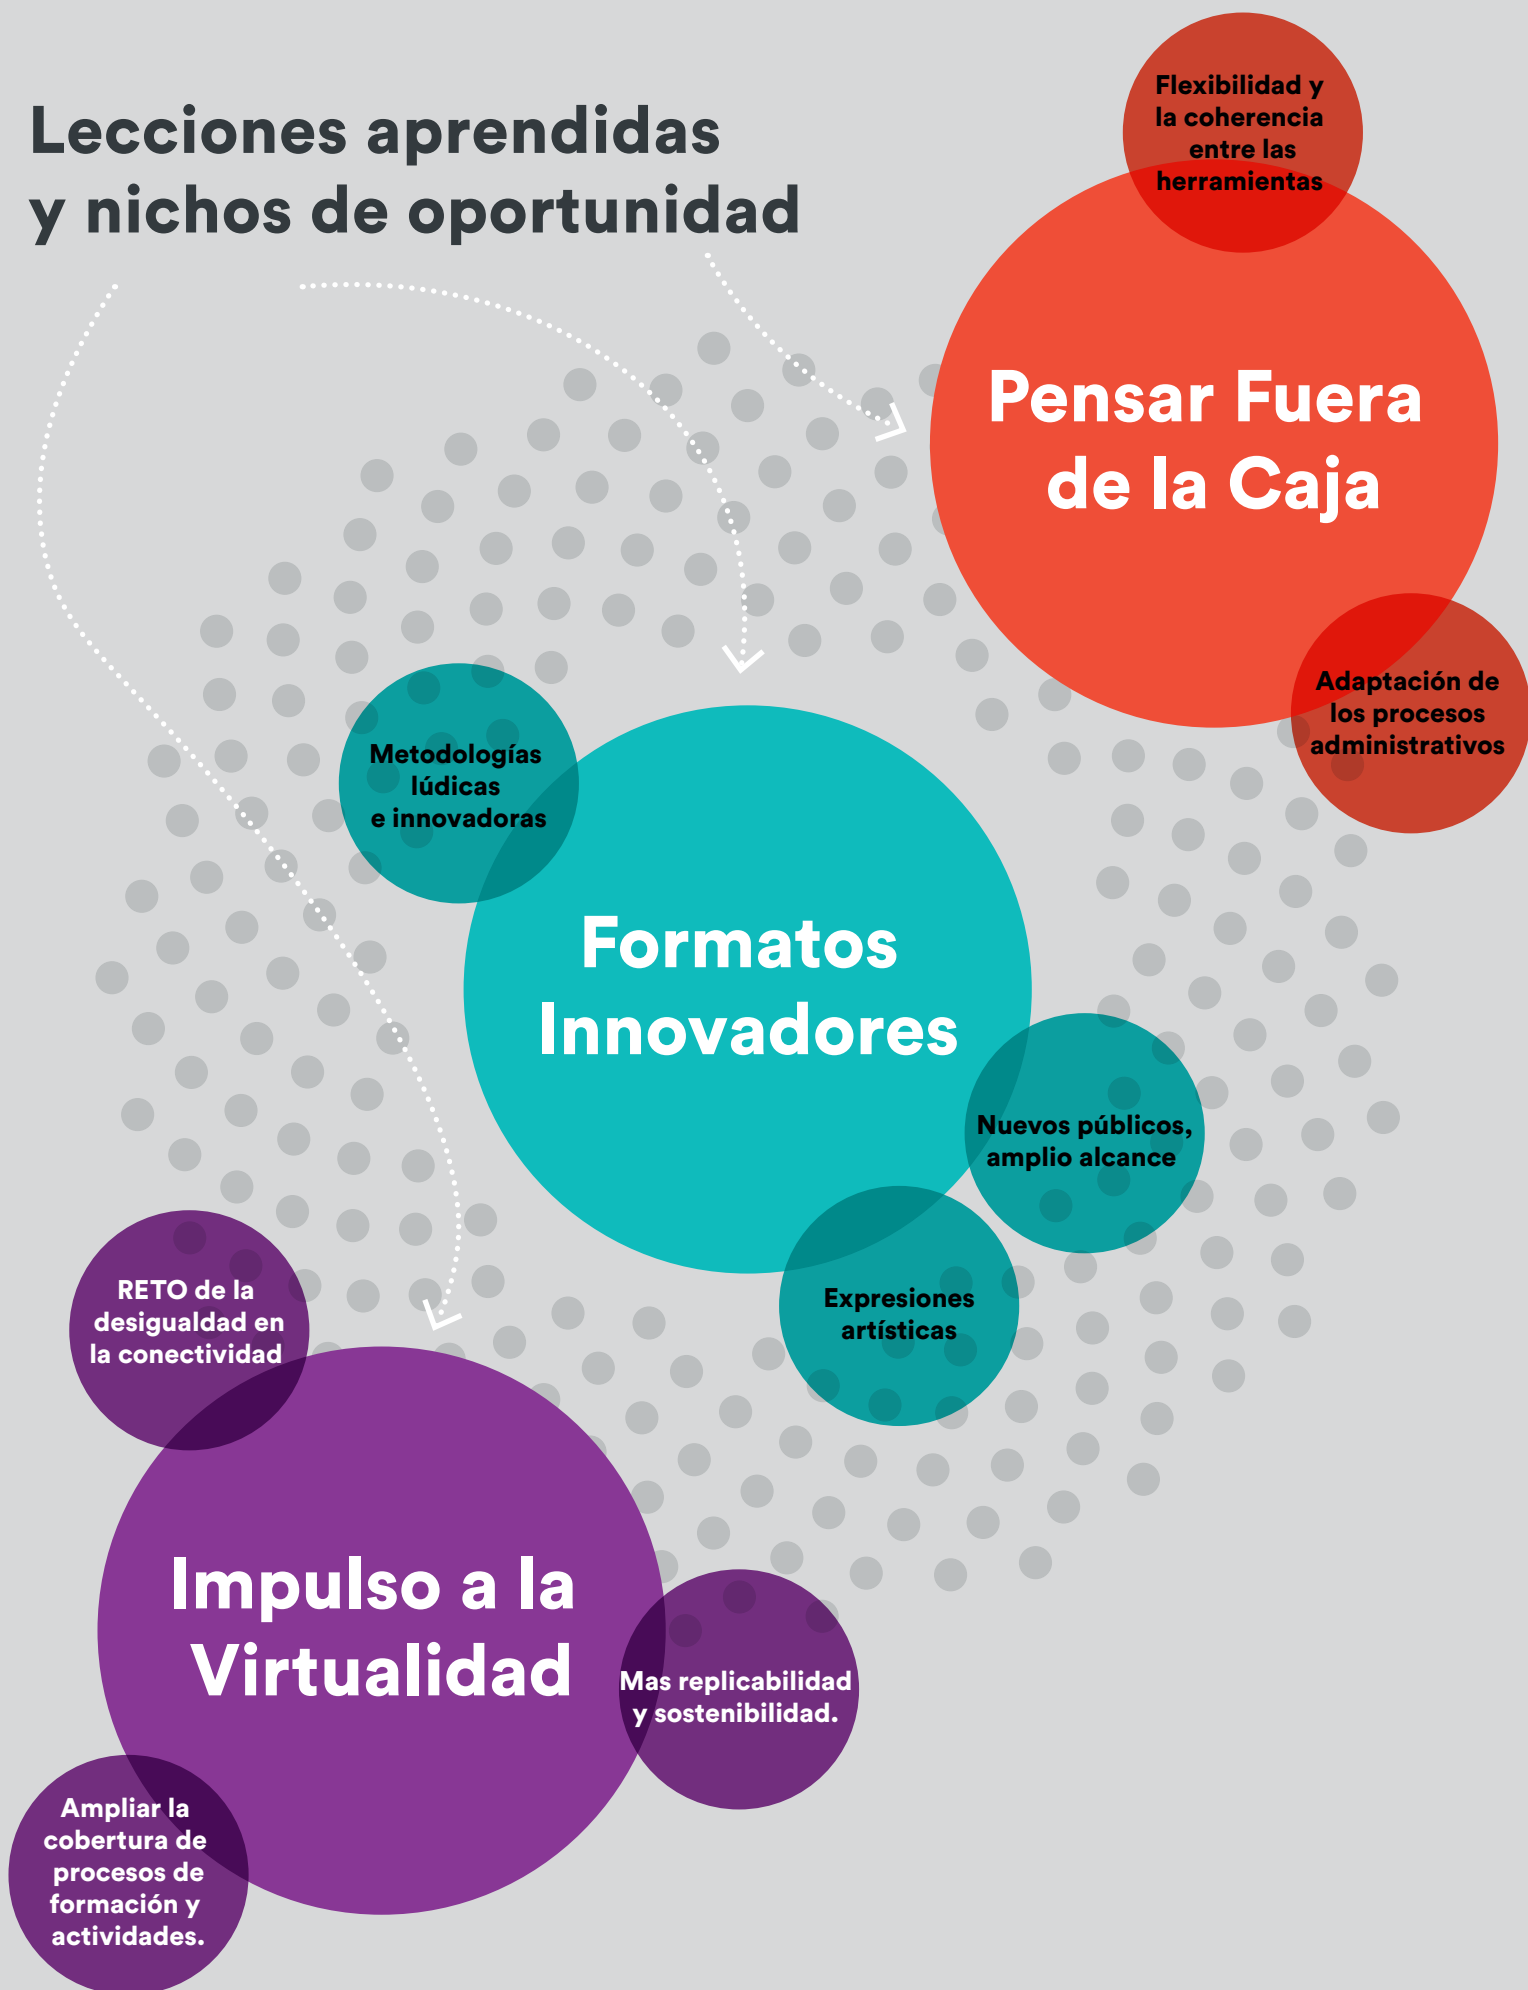 Lecciones aprendidas
y nichos de oportunidad
Flexibilidad y
la coherencia
entre las
herramientas
Pensar Fuera
de la Caja
Adaptación de
los procesos
administrativos
Metodologías
lúdicas
e innovadoras
Formatos
Innovadores
Nuevos públicos,
amplio alcance
Expresiones
artísticas
RETO de la
desigualdad en
la conectividad
Impulso a la
Virtualidad
Mas replicabilidad
y sostenibilidad.
Ampliar la
cobertura de
procesos de
formación y
actividades.